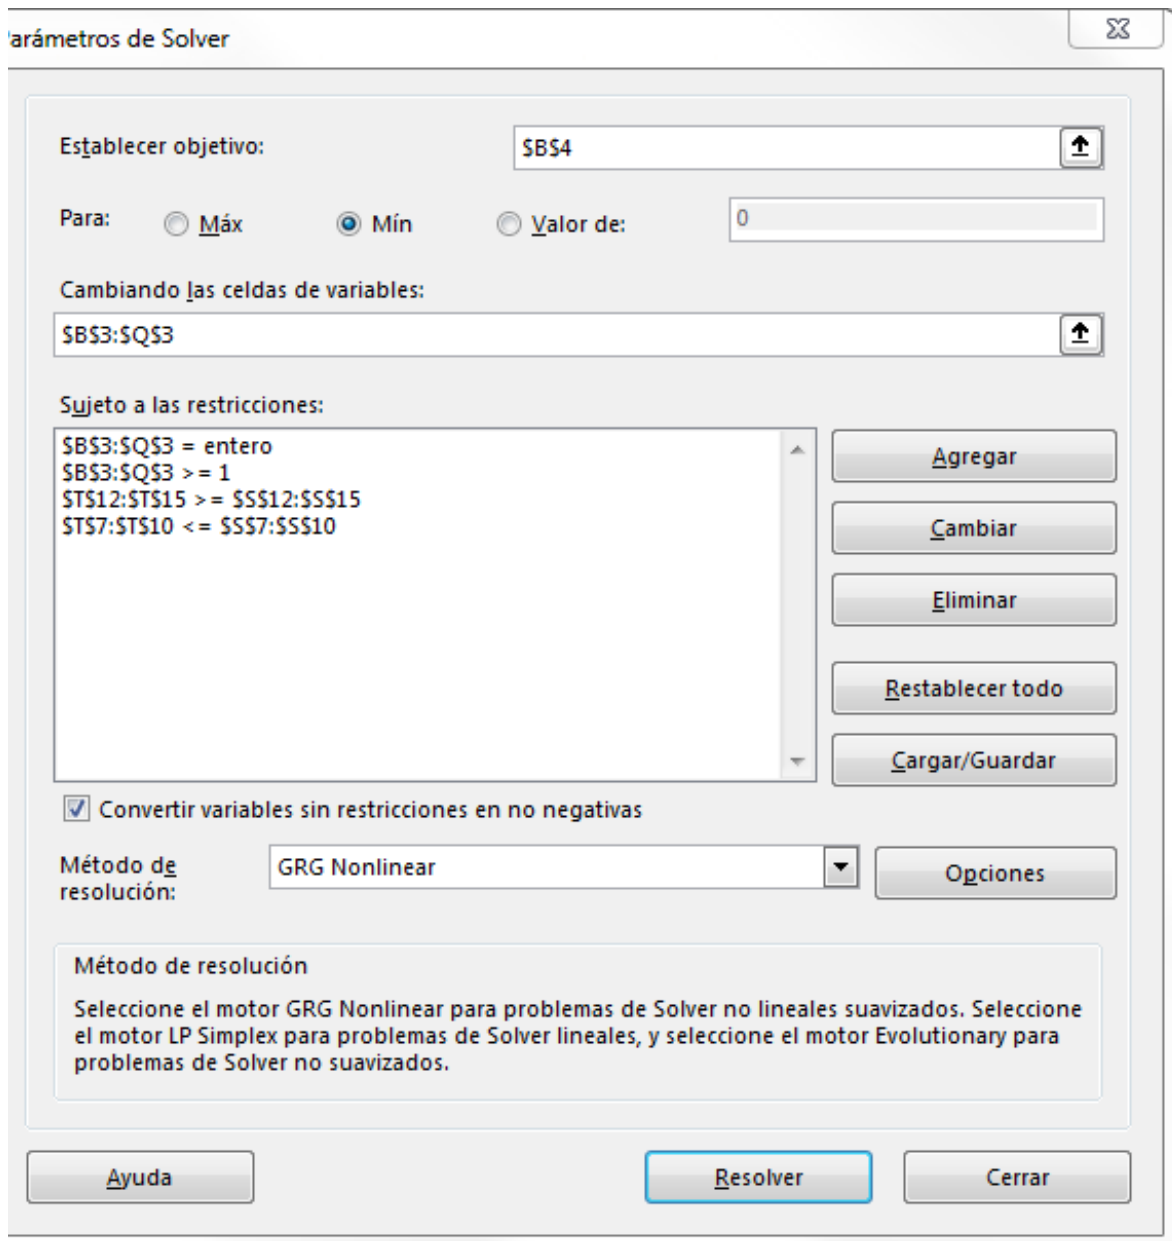 Parámetros de Solver
Establecer objetivo: $B$4
Para: Máx Mín Valor de: 0
Cambiando las celdas de variables:
$B$3:$Q$3
Sujeto a las restricciones:
$B$3:$Q$3 = entero
$B$3:$Q$3 >= 1
$T$12:$T$15 >= $S$12:$S$15
$T$7:$T$10 <= $S$7:$S$10
Agregar
Cambiar
Eliminar
Restablecer todo
Cargar/Guardar
Convertir variables sin restricciones en no negativas
Método de
resolución:
GRG Nonlinear
Opciones
Método de resolución
Seleccione el motor GRG Nonlinear para problemas de Solver no lineales suavizados. Seleccione
el motor LP Simplex para problemas de Solver lineales, y seleccione el motor Evolutionary para
problemas de Solver no suavizados.
Ayuda Resolver Cerrar